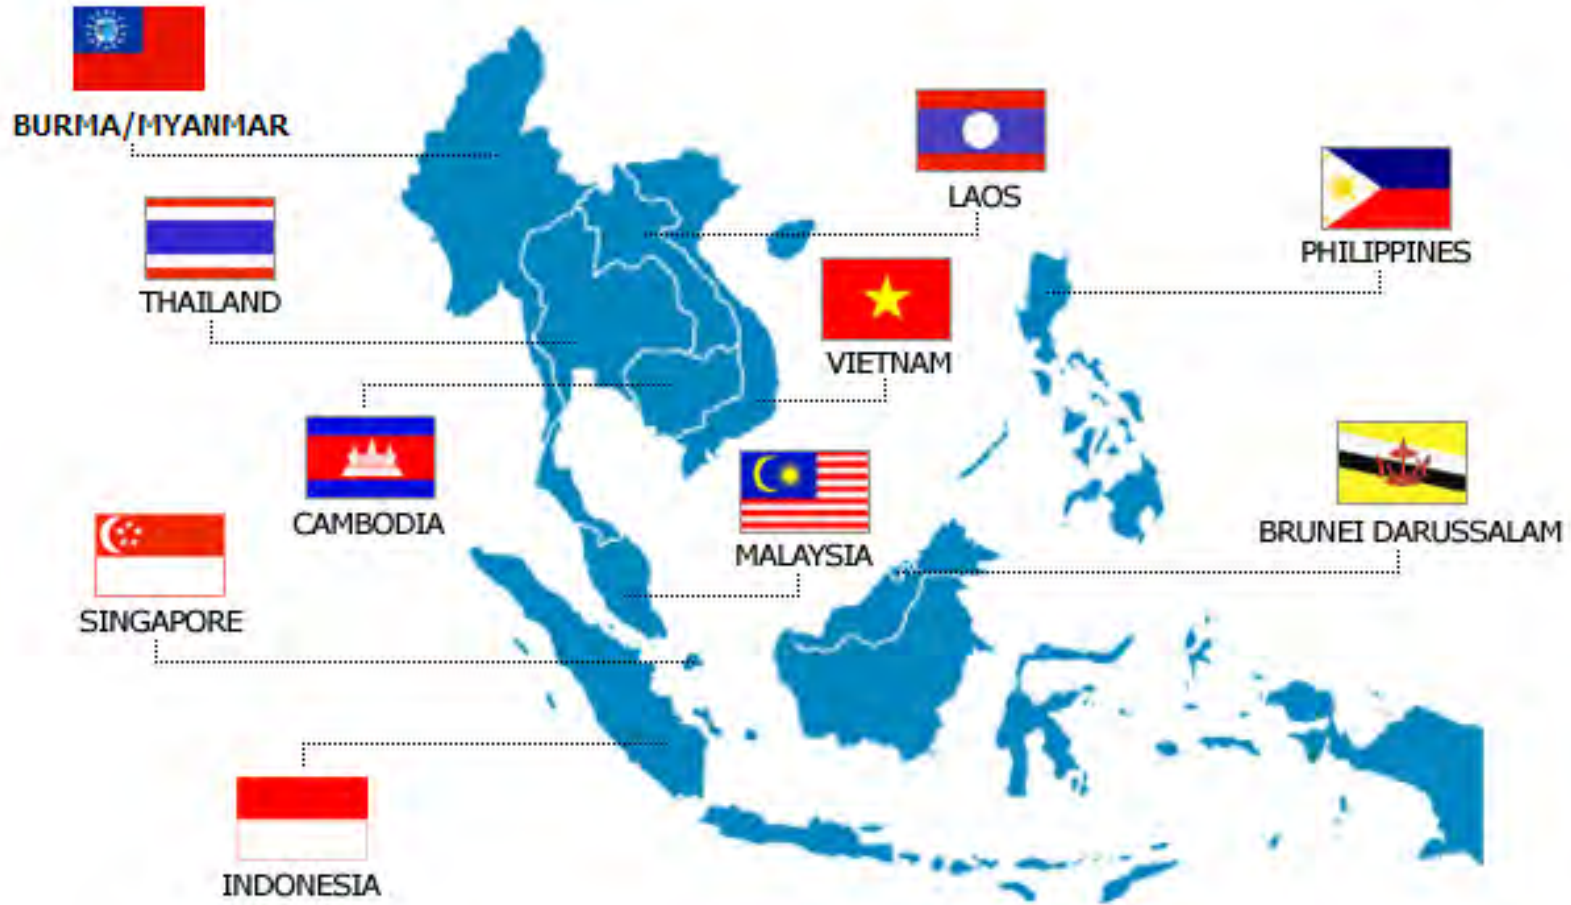 BURMA/MYANMAR
LAOS
THAILAND
PHILIPPINES
VIETNAM
CAMBODIA
MALAYSIA
BRUNEI DARUSSALAM
SINGAPORE
INDONESIA